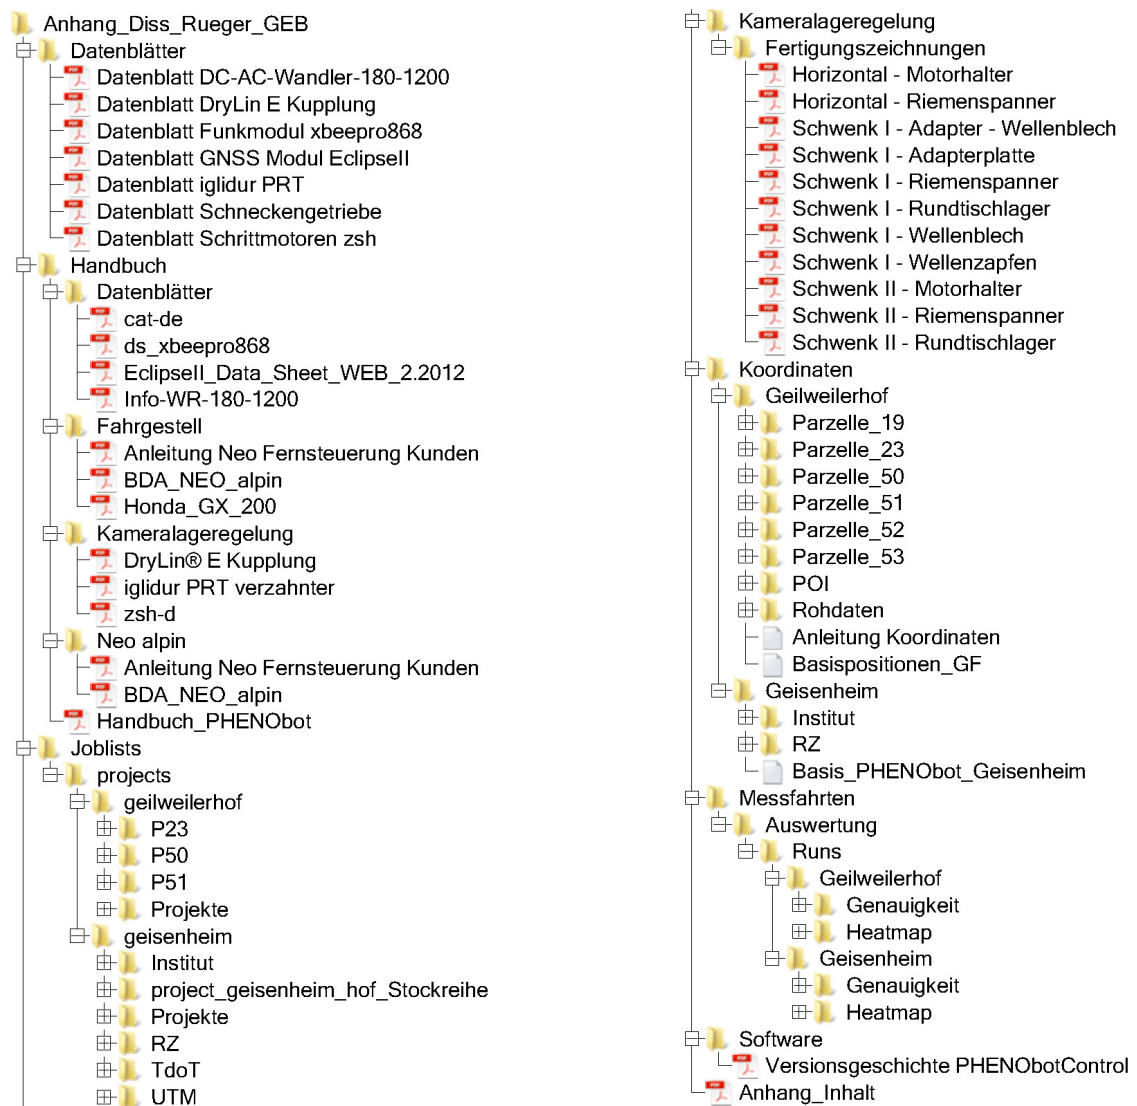 Anhang_Diss_Rueger_GEB
Datenblätter
Datenblatt DC-AC-Wandler-180-1200
Datenblatt DryLin E Kupplung
Datenblatt Funkmodul xbeepro868
Datenblatt GNSS Modul EclipseII
Datenblatt iglidur PRT
Datenblatt Schneckengetriebe
Datenblatt Schrittmotoren zsh
Handbuch
Datenblätter
cat-de
ds_xbeepro868
EclipseII_Data_Sheet_WEB_2.2012
Info-WR-180-1200
Fahrgestell
Anleitung Neo Fernsteuerung Kunden
BDA_NEO_alpin
Honda_GX_200
Kameralageregelung
DryLin® E Kupplung
iglidur PRT verzahnter
zsh-d
Neo alpin
Anleitung Neo Fernsteuerung Kunden
BDA_NEO_alpin
Handbuch_PHENObot
Joblists
projects
geilweilerhof
P23
P50
P51
Projekte
geisenheim
Institut
project_geisenheim_hof_Stockreihe
Projekte
RZ
TdoT
UTM
Kameralageregelung
Fertigungszeichnungen
Horizontal - Motorhalter
Horizontal - Riemenspanner
Schwenk I - Adapter - Wellenblech
Schwenk I - Adapterplatte
Schwenk I - Riemenspanner
Schwenk I - Rundtischlager
Schwenk I - Wellenblech
Schwenk I - Wellenzapfen
Schwenk II - Motorhalter
Schwenk II - Riemenspanner
Schwenk II - Rundtischlager
Koordinaten
Geilweilerhof
Parzelle_19
Parzelle_23
Parzelle_50
Parzelle_51
Parzelle_52
Parzelle_53
POI
Rohdaten
Anleitung Koordinaten
Basispositionen_GF
Geisenheim
Institut
RZ
Basis_PHENObot_Geisenheim
Messfahrten
Auswertung
Runs
Geilweilerhof
Genauigkeit
Heatmap
Geisenheim
Genauigkeit
Heatmap
Software
Versionsgeschichte PHENObotControl
Anhang_Inhalt